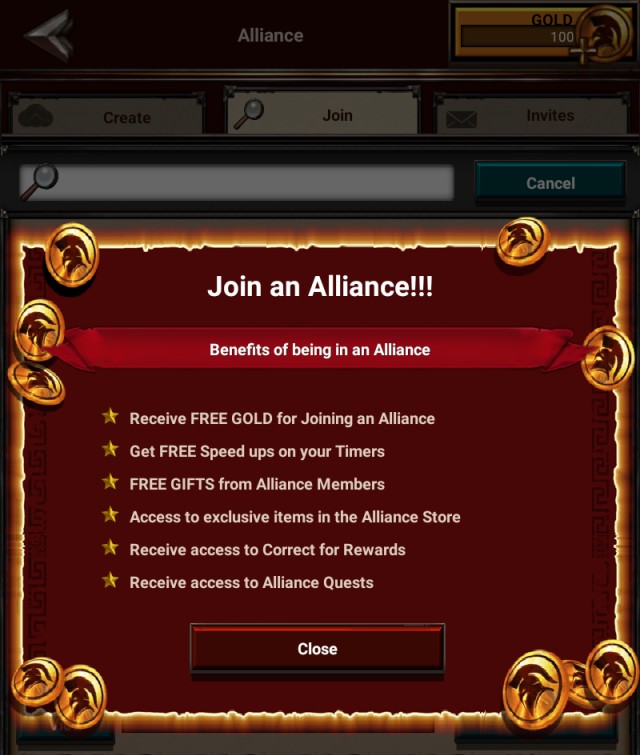 Alliance
GOLD
100
Create
Join
Invites
Cancel
Join an Alliance!!!
Benefits of being in an Alliance
Receive FREE GOLD for Joining an Alliance
Get FREE Speed ups on your Timers
FREE GIFTS from Alliance Members
Access to exclusive items in the Alliance Store
Receive access to Correct for Rewards
Receive access to Alliance Quests
Close